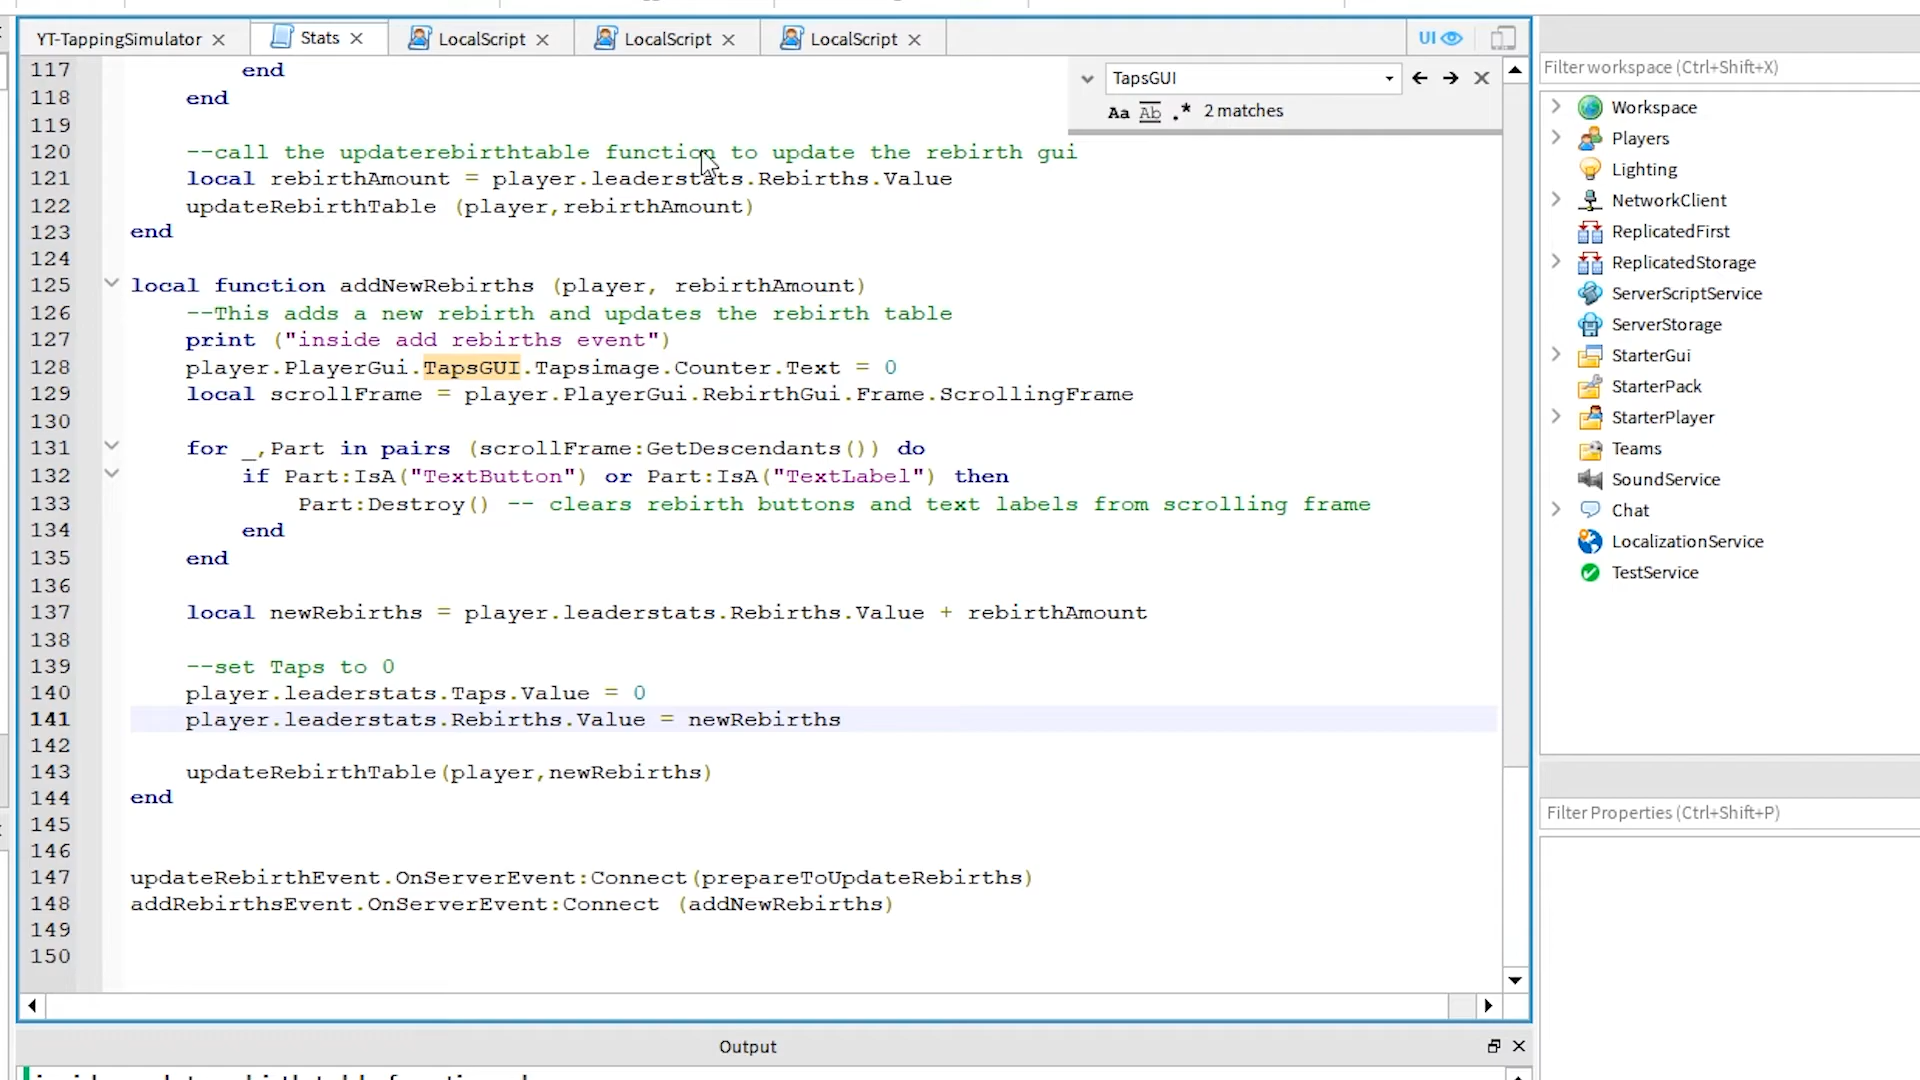 YT-TappingSimulator
Stats
LocalScript
LocalScript
LocalScript
UI
TapsGUI
Aa Ab .* 2 matches
117 end
118 end
119
120 --call the updaterebirthtable function to update the rebirth gui
121 local rebirthAmount = player.leaderstats.Rebirths.Value
122 updateRebirthTable (player,rebirthAmount)
123 end
124
125 local function addNewRebirths (player, rebirthAmount)
126 --This adds a new rebirth and updates the rebirth table
127 print ("inside add rebirths event")
128 player.PlayerGui.TapsGUI.Tapsimage.Counter.Text = 0
129 local scrollFrame = player.PlayerGui.RebirthGui.Frame.ScrollingFrame
130
131 for _,Part in pairs (scrollFrame:GetDescendants()) do
132 if Part:IsA("TextButton") or Part:IsA("TextLabel") then
133 Part:Destroy() -- clears rebirth buttons and text labels from scrolling frame
134 end
135 end
136
137 local newRebirths = player.leaderstats.Rebirths.Value + rebirthAmount
138
139 --set Taps to 0
140 player.leaderstats.Taps.Value = 0
141 player.leaderstats.Rebirths.Value = newRebirths
142
143 updateRebirthTable(player,newRebirths)
144 end
145
146
147 updateRebirthEvent.OnServerEvent:Connect(prepareToUpdateRebirths)
148 addRebirthsEvent.OnServerEvent:Connect (addNewRebirths)
149
150
Output
Filter workspace (Ctrl+Shift+X)
Workspace
Players
Lighting
NetworkClient
ReplicatedFirst
ReplicatedStorage
ServerScriptService
ServerStorage
StarterGui
StarterPack
StarterPlayer
Teams
SoundService
Chat
LocalizationService
TestService
Filter Properties (Ctrl+Shift+P)